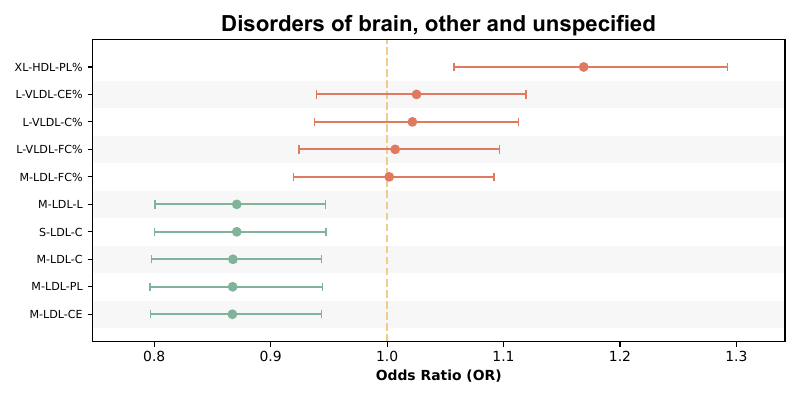 Disorders of brain, other and unspecified
XL-HDL-PL%
L-VLDL-CE%
L-VLDL-C%
L-VLDL-FC%
M-LDL-FC%
M-LDL-L
S-LDL-C
M-LDL-C
M-LDL-PL
M-LDL-CE
0.8 0.9 1.0 1.1 1.2 1.3
Odds Ratio (OR)